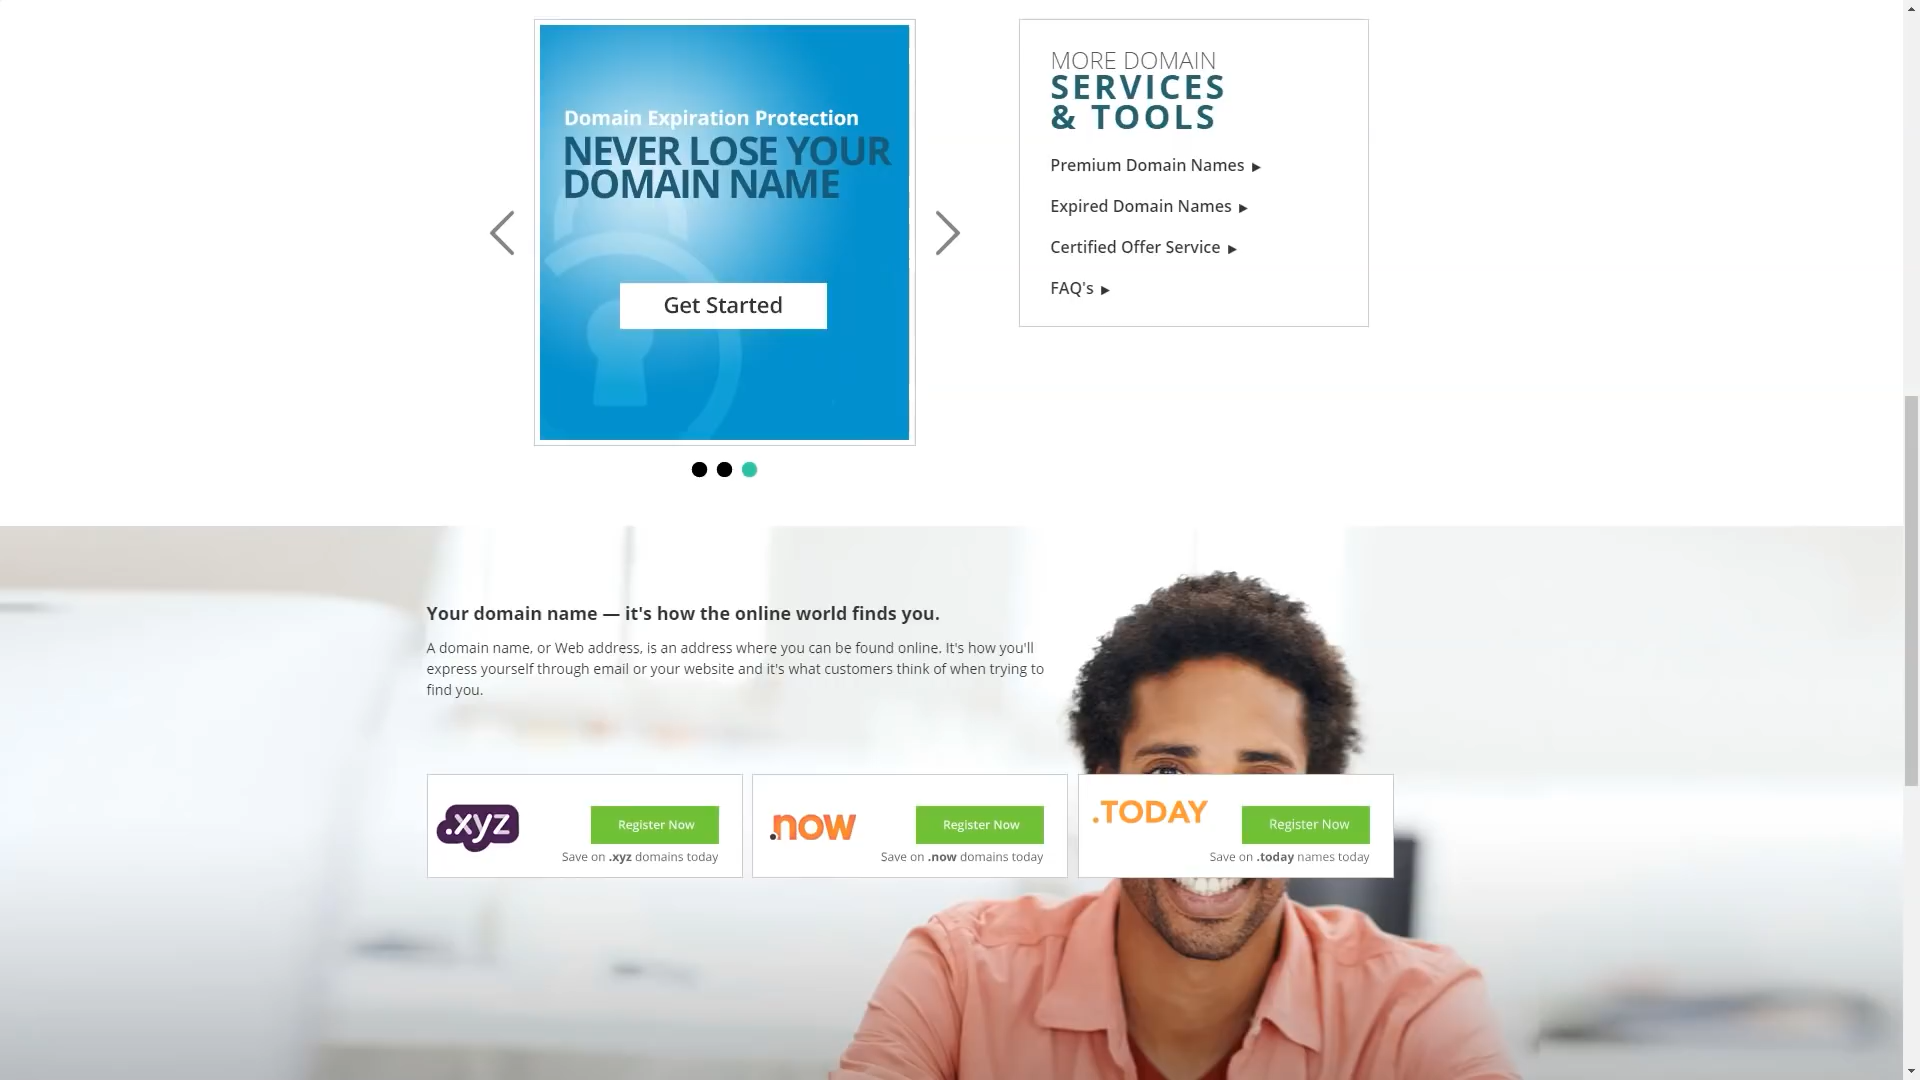 Domain Expiration Protection
NEVER LOSE YOUR
DOMAIN NAME
Get Started
MORE DOMAIN
SERVICES
& TOOLS
Premium Domain Names ►
Expired Domain Names ►
Certified Offer Service ►
FAQ's ►
Your domain name — it's how the online world finds you.
A domain name, or Web address, is an address where you can be found online. It's how you'll
express yourself through email or your website and it's what customers think of when trying to
find you.
.xyz
Register Now
Save on .xyz domains today
.now
Register Now
Save on .now domains today
.TODAY
Register Now
Save on .today names today